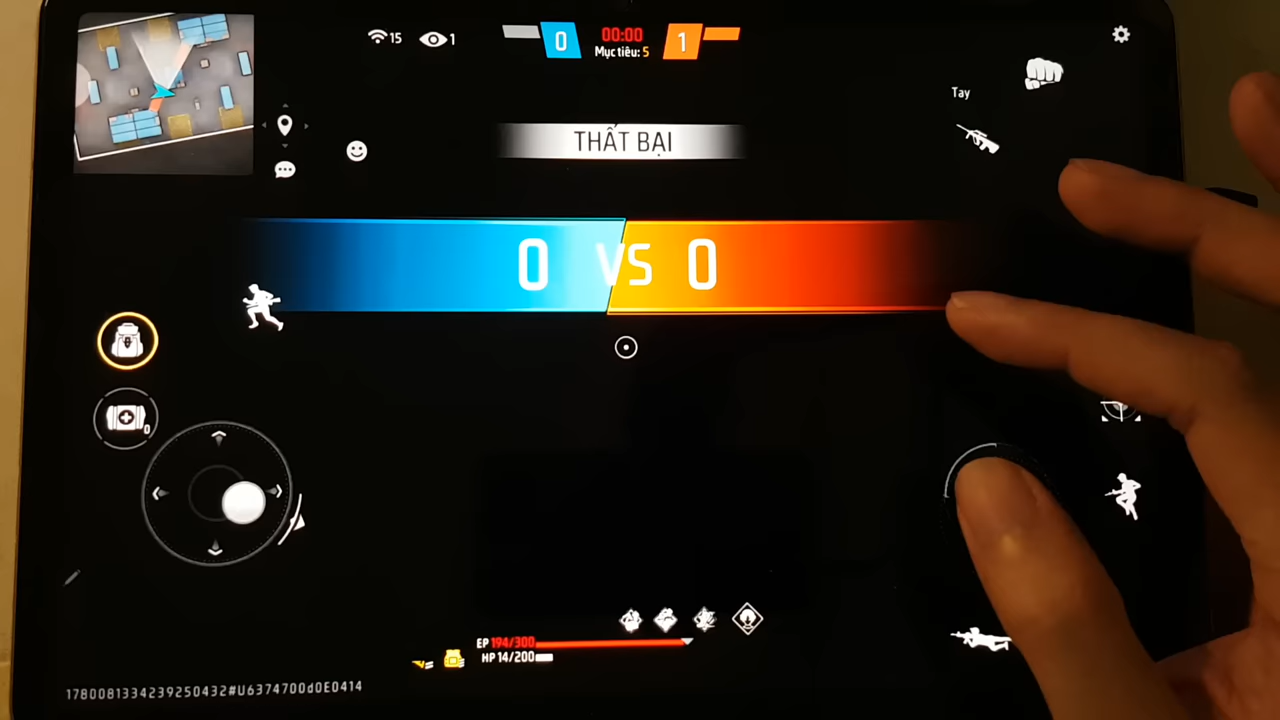 15
1
0
00:00
Mục tiêu: 5
1
Tay
THẤT BẠI
0 VS 0
0
EP 194/300
HP 14/200
1780081334239250432#U6374700d0E0414